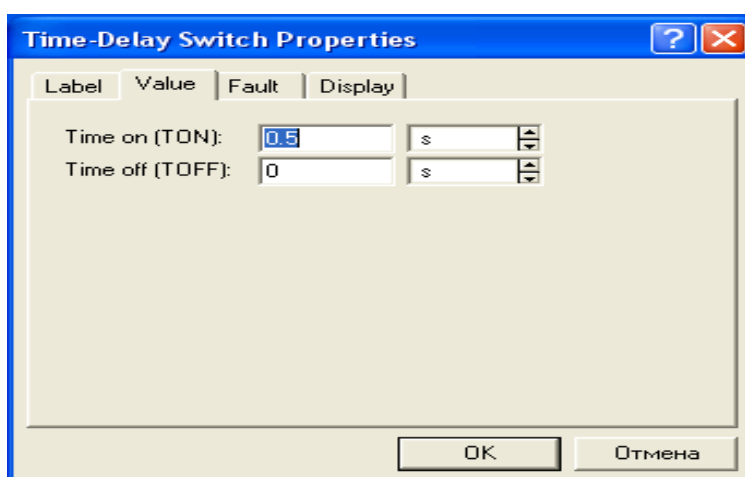 Time-Delay Switch Properties
Label Value Fault Display
Time on (TON): 0.5 s
Time off (TOFF): 0 s
OK Отмена